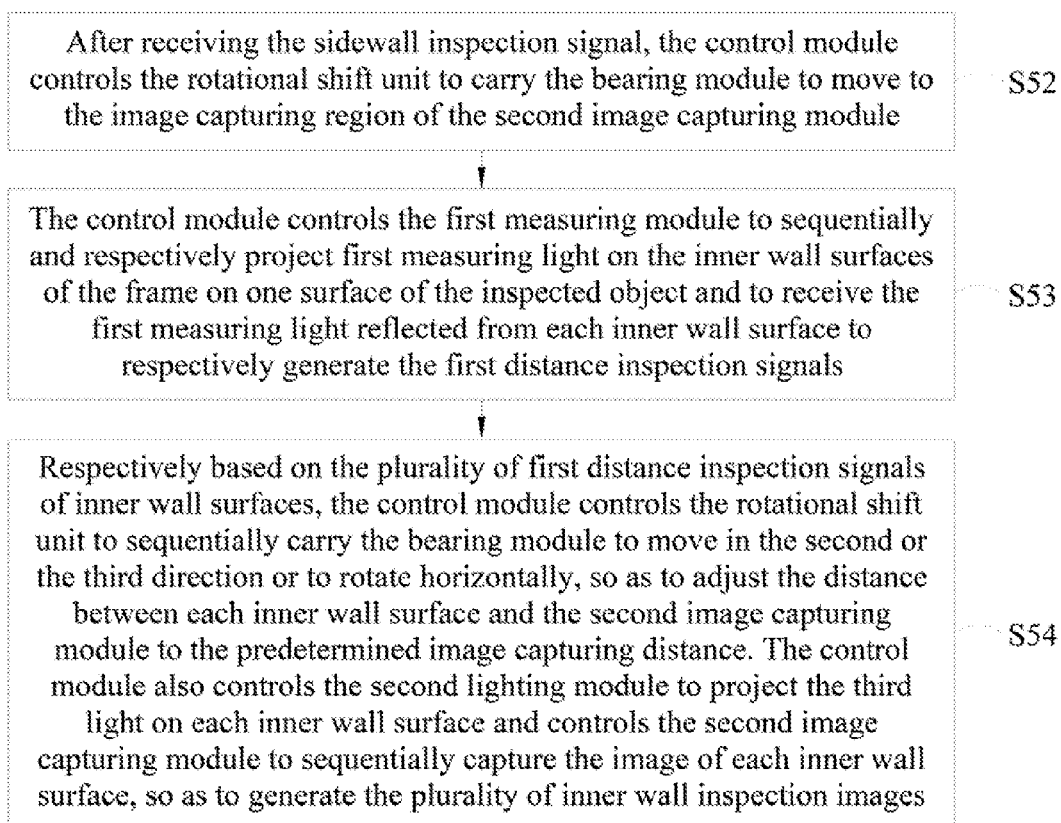 After receiving the sidewall inspection signal, the control module
controls the rotational shift unit to carry the bearing module to move to
the image capturing region of the second image capturing module
S52
The control module controls the first measuring module to sequentially
and respectively project first measuring light on the inner wall surfaces
of the frame on one surface of the inspected object and to receive the
first measuring light reflected from each inner wall surface to
respectively generate the first distance inspection signals
S53
Respectively based on the plurality of first distance inspection signals
of inner wall surfaces, the control module controls the rotational shift
unit to sequentially carry the bearing module to move in the second or
the third direction or to rotate horizontally, so as to adjust the distance
between each inner wall surface and the second image capturing
module to the predetermined image capturing distance. The control
module also controls the second lighting module to project the third
light on each inner wall surface and controls the second image
capturing module to sequentially capture the image of each inner wall
surface, so as to generate the plurality of inner wall inspection images
S54